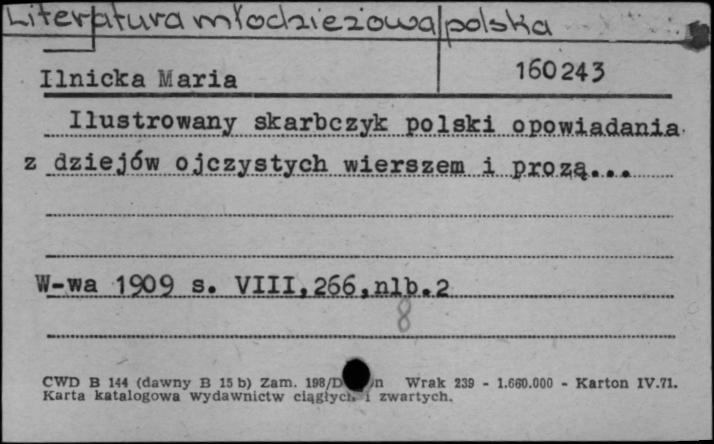 Literatura młodzieżowa polska
Ilnicka Maria 160243
Ilustrowany skarbczyk polski opowiadania
z dziejów ojczystych wierszem i prozą...
W-wa 1909 s. VIII,266,nlb.2
8
CWD B 144 (dawny B 15 b) Zam. 198/D n Wrak 239 - 1.660.000 - Karton IV.71.
Karta katalogowa wydawnictw ciągłych i zwartych.